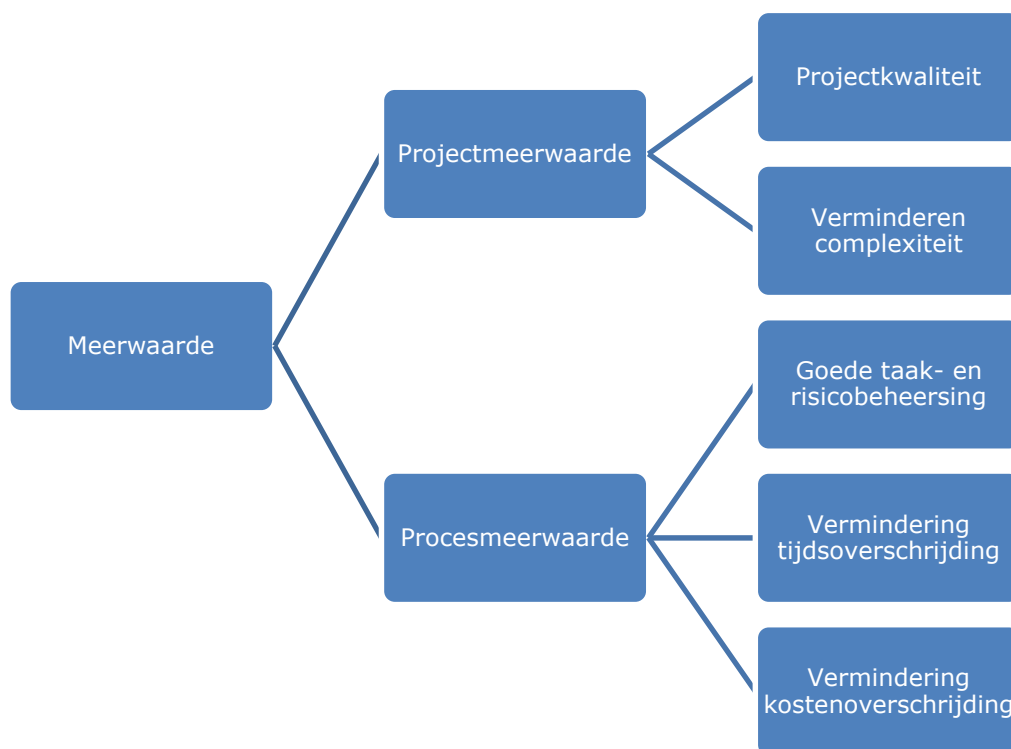 Meerwaarde
Projectmeerwaarde
Projectkwaliteit
Verminderen
complexiteit
Procesmeerwaarde
Goede taak- en
risicobeheersing
Vermindering
tijdsoverschrijding
Vermindering
kostenoverschrijding